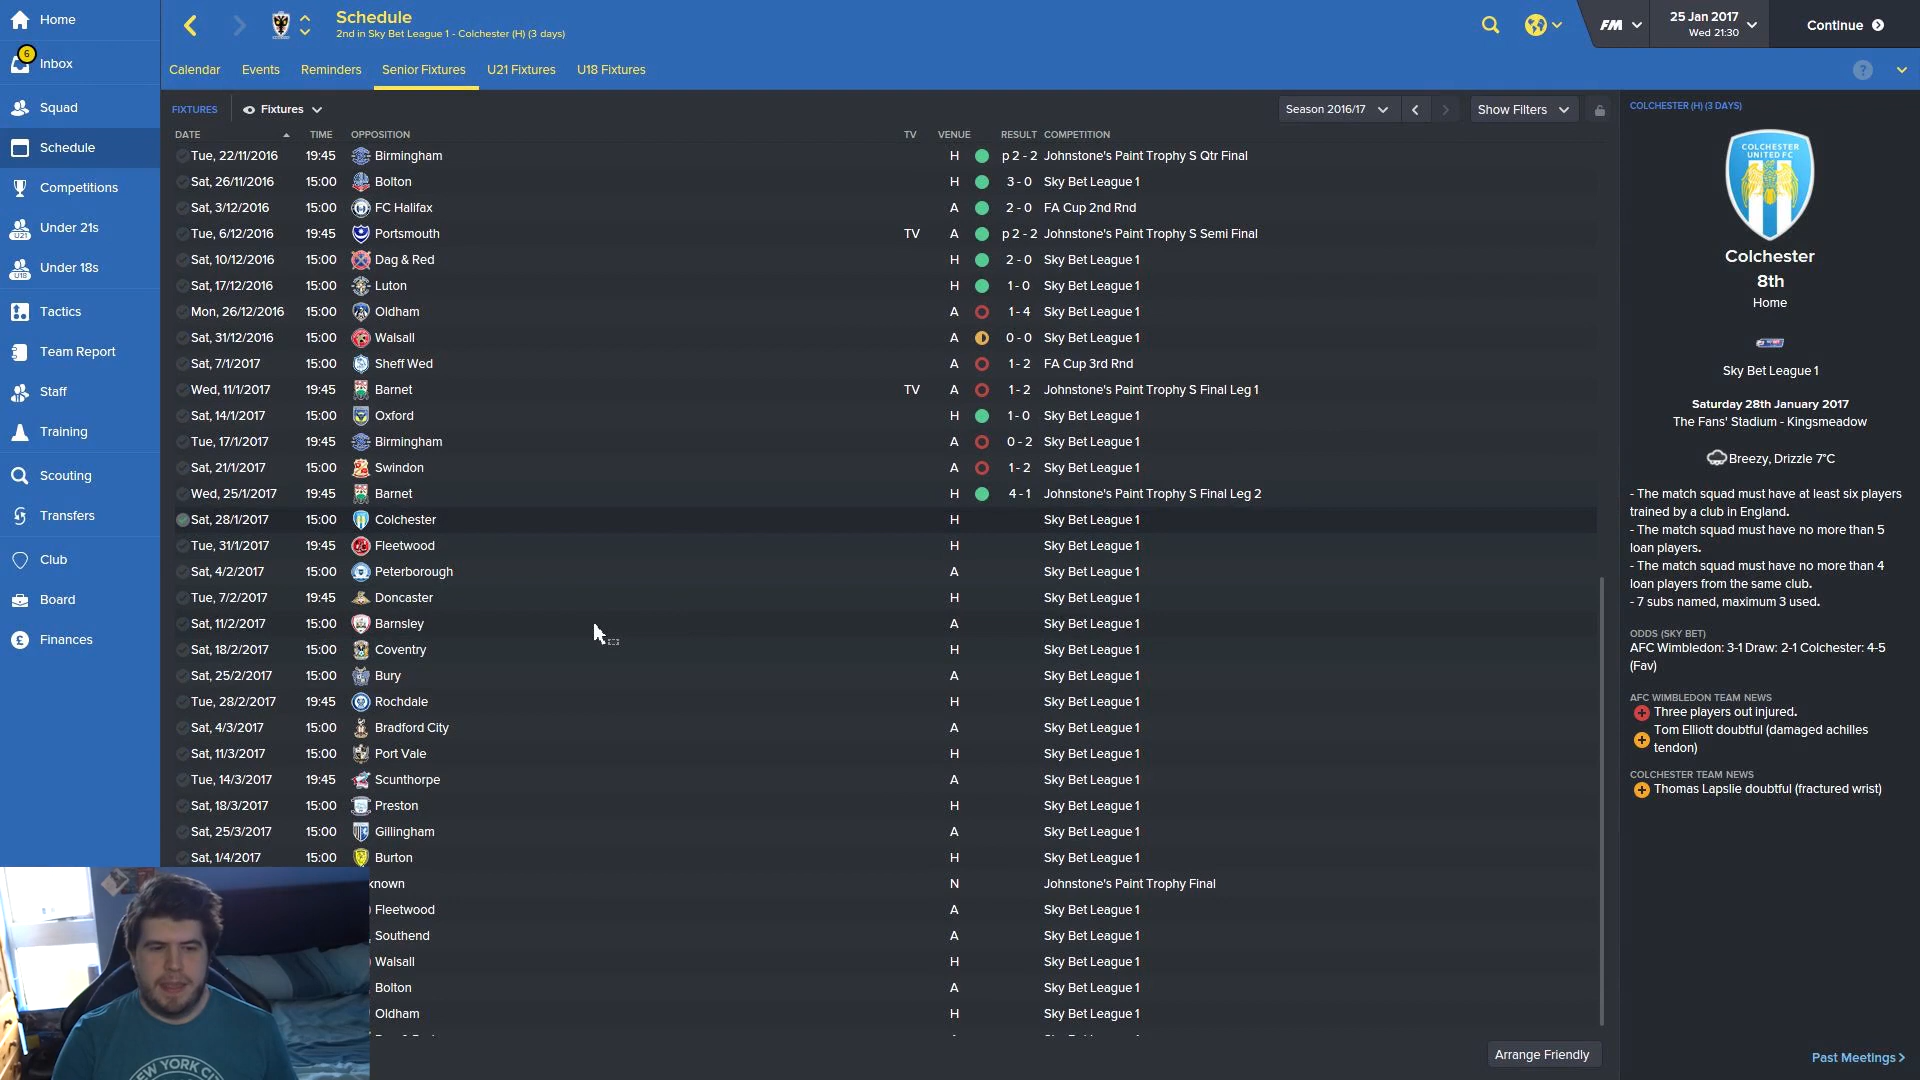 Home
6
Inbox
Squad
Schedule
Competitions
U21
Under 21s
U18
Under 18s
Tactics
Team Report
Staff
Training
Scouting
Transfers
Club
Board
Finances
Schedule
2nd in Sky Bet League 1 - Colchester (H) (3 days)
FM
25 Jan 2017
Wed 21:30
Continue
Calendar Events Reminders Senior Fixtures U21 Fixtures U18 Fixtures
?
FIXTURES Fixtures Season 2016/17 Show Filters
DATE TIME OPPOSITION TV VENUE RESULT COMPETITION
Tue, 22/11/2016 19:45 Birmingham H p 2 - 2 Johnstone's Paint Trophy S Qtr Final
Sat, 26/11/2016 15:00 Bolton H 3 - 0 Sky Bet League 1
Sat, 3/12/2016 15:00 FC Halifax A 2 - 0 FA Cup 2nd Rnd
Tue, 6/12/2016 19:45 Portsmouth TV A p 2 - 2 Johnstone's Paint Trophy S Semi Final
Sat, 10/12/2016 15:00 Dag & Red H 2 - 0 Sky Bet League 1
Sat, 17/12/2016 15:00 Luton H 1 - 0 Sky Bet League 1
Mon, 26/12/2016 15:00 Oldham A 1 - 4 Sky Bet League 1
Sat, 31/12/2016 15:00 Walsall A 0 - 0 Sky Bet League 1
Sat, 7/1/2017 15:00 Sheff Wed A 1 - 2 FA Cup 3rd Rnd
Wed, 11/1/2017 19:45 Barnet TV A 1 - 2 Johnstone's Paint Trophy S Final Leg 1
Sat, 14/1/2017 15:00 Oxford H 1 - 0 Sky Bet League 1
Tue, 17/1/2017 19:45 Birmingham A 0 - 2 Sky Bet League 1
Sat, 21/1/2017 15:00 Swindon A 1 - 2 Sky Bet League 1
Wed, 25/1/2017 19:45 Barnet H 4 - 1 Johnstone's Paint Trophy S Final Leg 2
Sat, 28/1/2017 15:00 Colchester H Sky Bet League 1
Tue, 31/1/2017 19:45 Fleetwood H Sky Bet League 1
Sat, 4/2/2017 15:00 Peterborough A Sky Bet League 1
Tue, 7/2/2017 19:45 Doncaster H Sky Bet League 1
Sat, 11/2/2017 15:00 Barnsley A Sky Bet League 1
Sat, 18/2/2017 15:00 Coventry H Sky Bet League 1
Sat, 25/2/2017 15:00 Bury A Sky Bet League 1
Tue, 28/2/2017 19:45 Rochdale H Sky Bet League 1
Sat, 4/3/2017 15:00 Bradford City A Sky Bet League 1
Sat, 11/3/2017 15:00 Port Vale H Sky Bet League 1
Tue, 14/3/2017 19:45 Scunthorpe A Sky Bet League 1
Sat, 18/3/2017 15:00 Preston H Sky Bet League 1
Sat, 25/3/2017 15:00 Gillingham A Sky Bet League 1
Sat, 1/4/2017 15:00 Burton H Sky Bet League 1
known N Johnstone's Paint Trophy Final
Fleetwood A Sky Bet League 1
Southend A Sky Bet League 1
Walsall H Sky Bet League 1
Bolton A Sky Bet League 1
Oldham H Sky Bet League 1
Arrange Friendly
COLCHESTER (H) (3 DAYS)
COLCHESTER
UNITED FC
Colchester
8th
Home
Sky Bet League 1
Saturday 28th January 2017
The Fans' Stadium - Kingsmeadow
Breezy, Drizzle 7°C
- The match squad must have at least six players
trained by a club in England.
- The match squad must have no more than 5
loan players.
- The match squad must have no more than 4
loan players from the same club.
- 7 subs named, maximum 3 used.
ODDS (SKY BET)
AFC Wimbledon: 3-1 Draw: 2-1 Colchester: 4-5
(Fav)
AFC WIMBLEDON TEAM NEWS
Three players out injured.
Tom Elliott doubtful (damaged achilles
tendon)
COLCHESTER TEAM NEWS
Thomas Lapslie doubtful (fractured wrist)
Past Meetings
NEW YORK